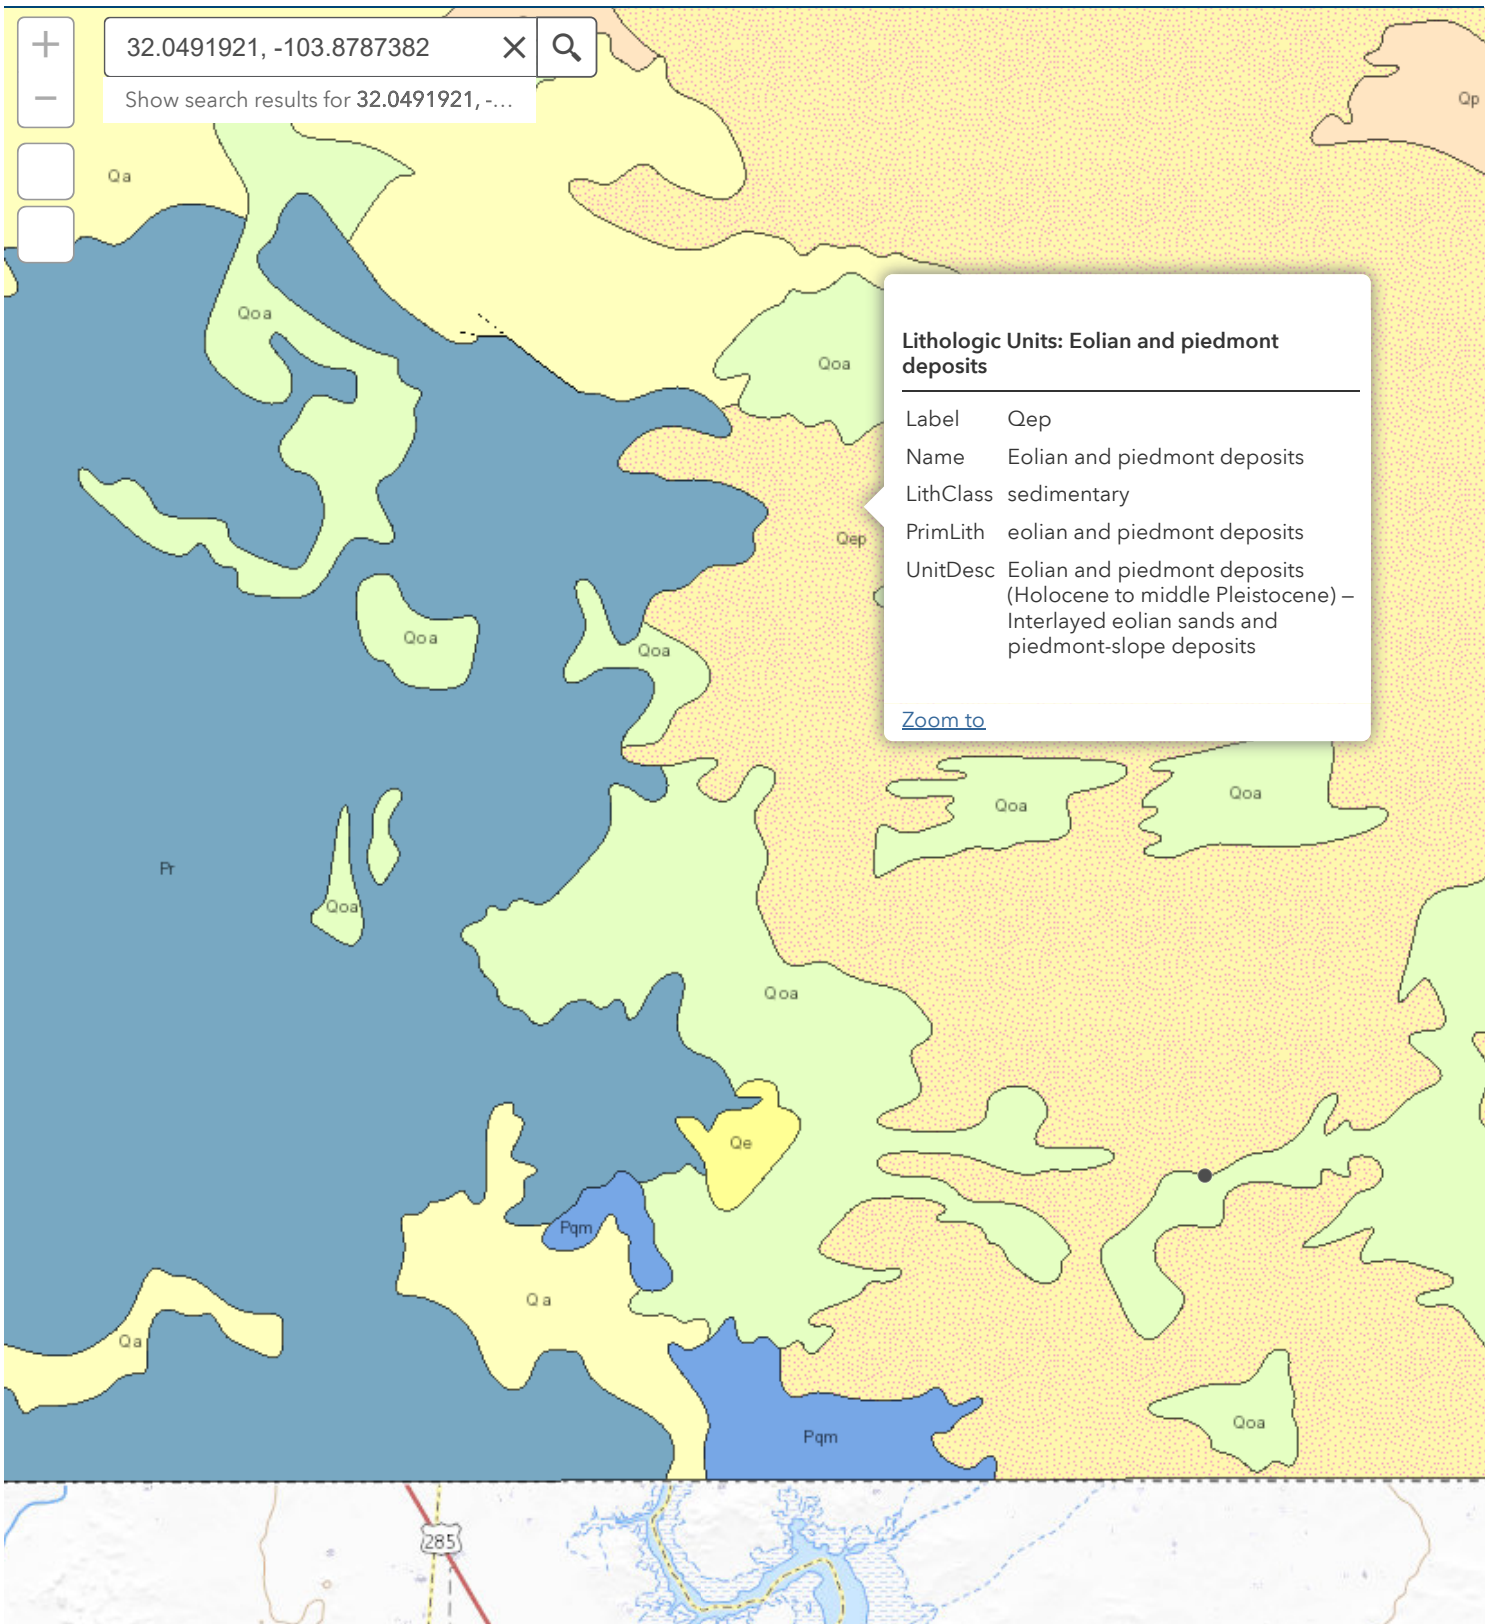 +
32.0491921, -103.8787382
−
Show search results for 32.0491921, -...
Qp
Qa
Qoa
Qoa
Lithologic Units: Eolian and piedmont
deposits
Label Qep
Name Eolian and piedmont deposits
LithClass sedimentary
PrimLith eolian and piedmont deposits
UnitDesc Eolian and piedmont deposits
(Holocene to middle Pleistocene) –
Interlayed eolian sands and
piedmont-slope deposits
Zoom to
Qep
Qoa
Qoa
Qoa
Qoa
Pr
Qoa
Qoa
Qe
Pqm
Qa
Qa
Qoa
Pqm
285